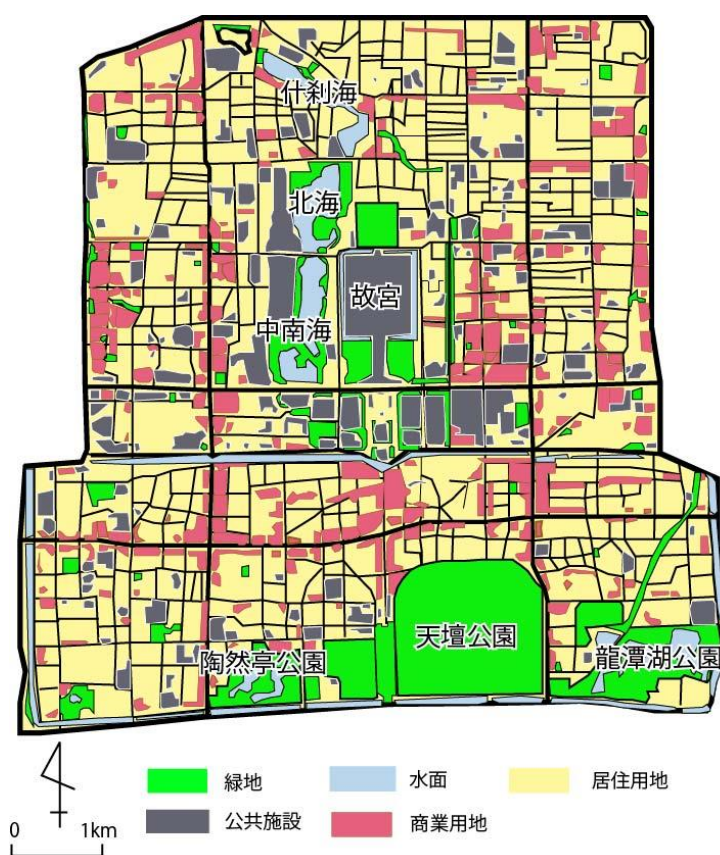 什刹海
北海
故宮
中南海
天壇公園
陶然亭公園
龍潭湖公園
緑地
水面
居住用地
公共施設
商業用地
0 1km